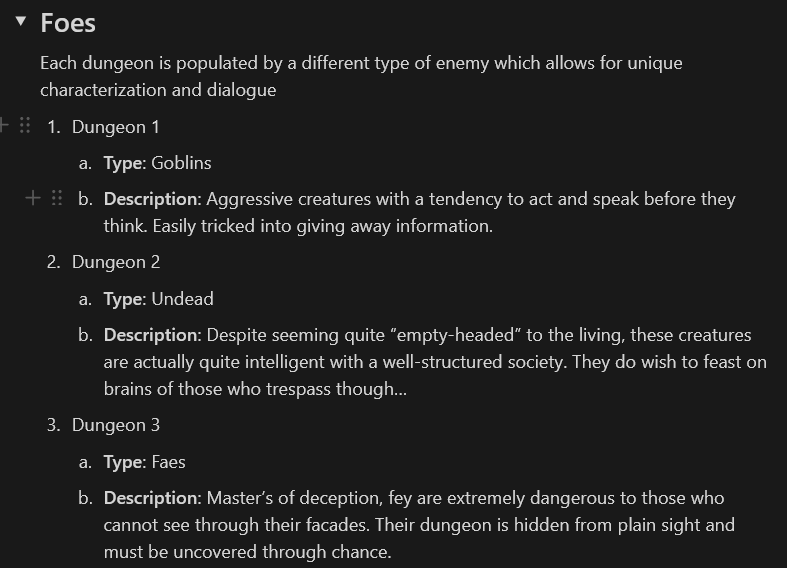 Foes
Each dungeon is populated by a different type of enemy which allows for unique
characterization and dialogue
1. Dungeon 1
a. Type: Goblins
b. Description: Aggressive creatures with a tendency to act and speak before they
think. Easily tricked into giving away information.
2. Dungeon 2
a. Type: Undead
b. Description: Despite seeming quite “empty-headed” to the living, these creatures
are actually quite intelligent with a well-structured society. They do wish to feast on
brains of those who trespass though...
3. Dungeon 3
a. Type: Faes
b. Description: Master’s of deception, fey are extremely dangerous to those who
cannot see through their facades. Their dungeon is hidden from plain sight and
must be uncovered through chance.